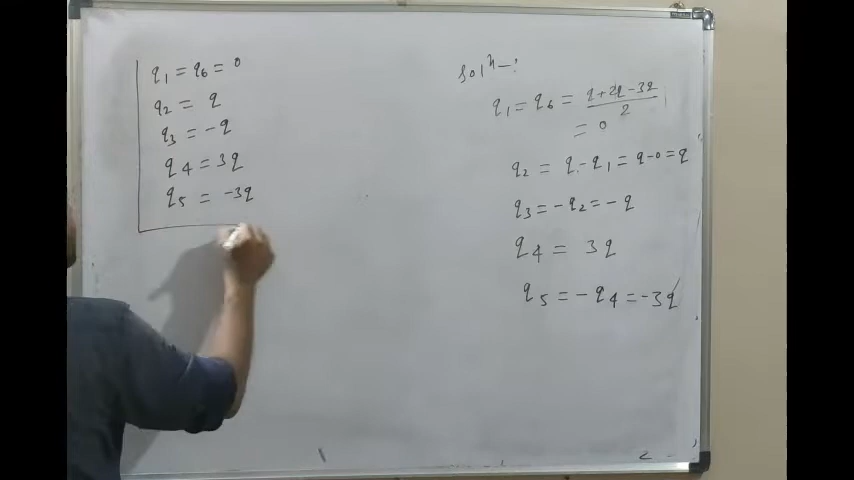 q1 = q6 = 0
q2 = q
q3 = -q
q4 = 3q
q5 = -3q
Solⁿ -:
q1 = q6 = (q+2q-3q)/2
= 0
q2 = q - q1 = q-0 = q
q3 = -q2 = -q
q4 = 3q
q5 = -q4 = -3q